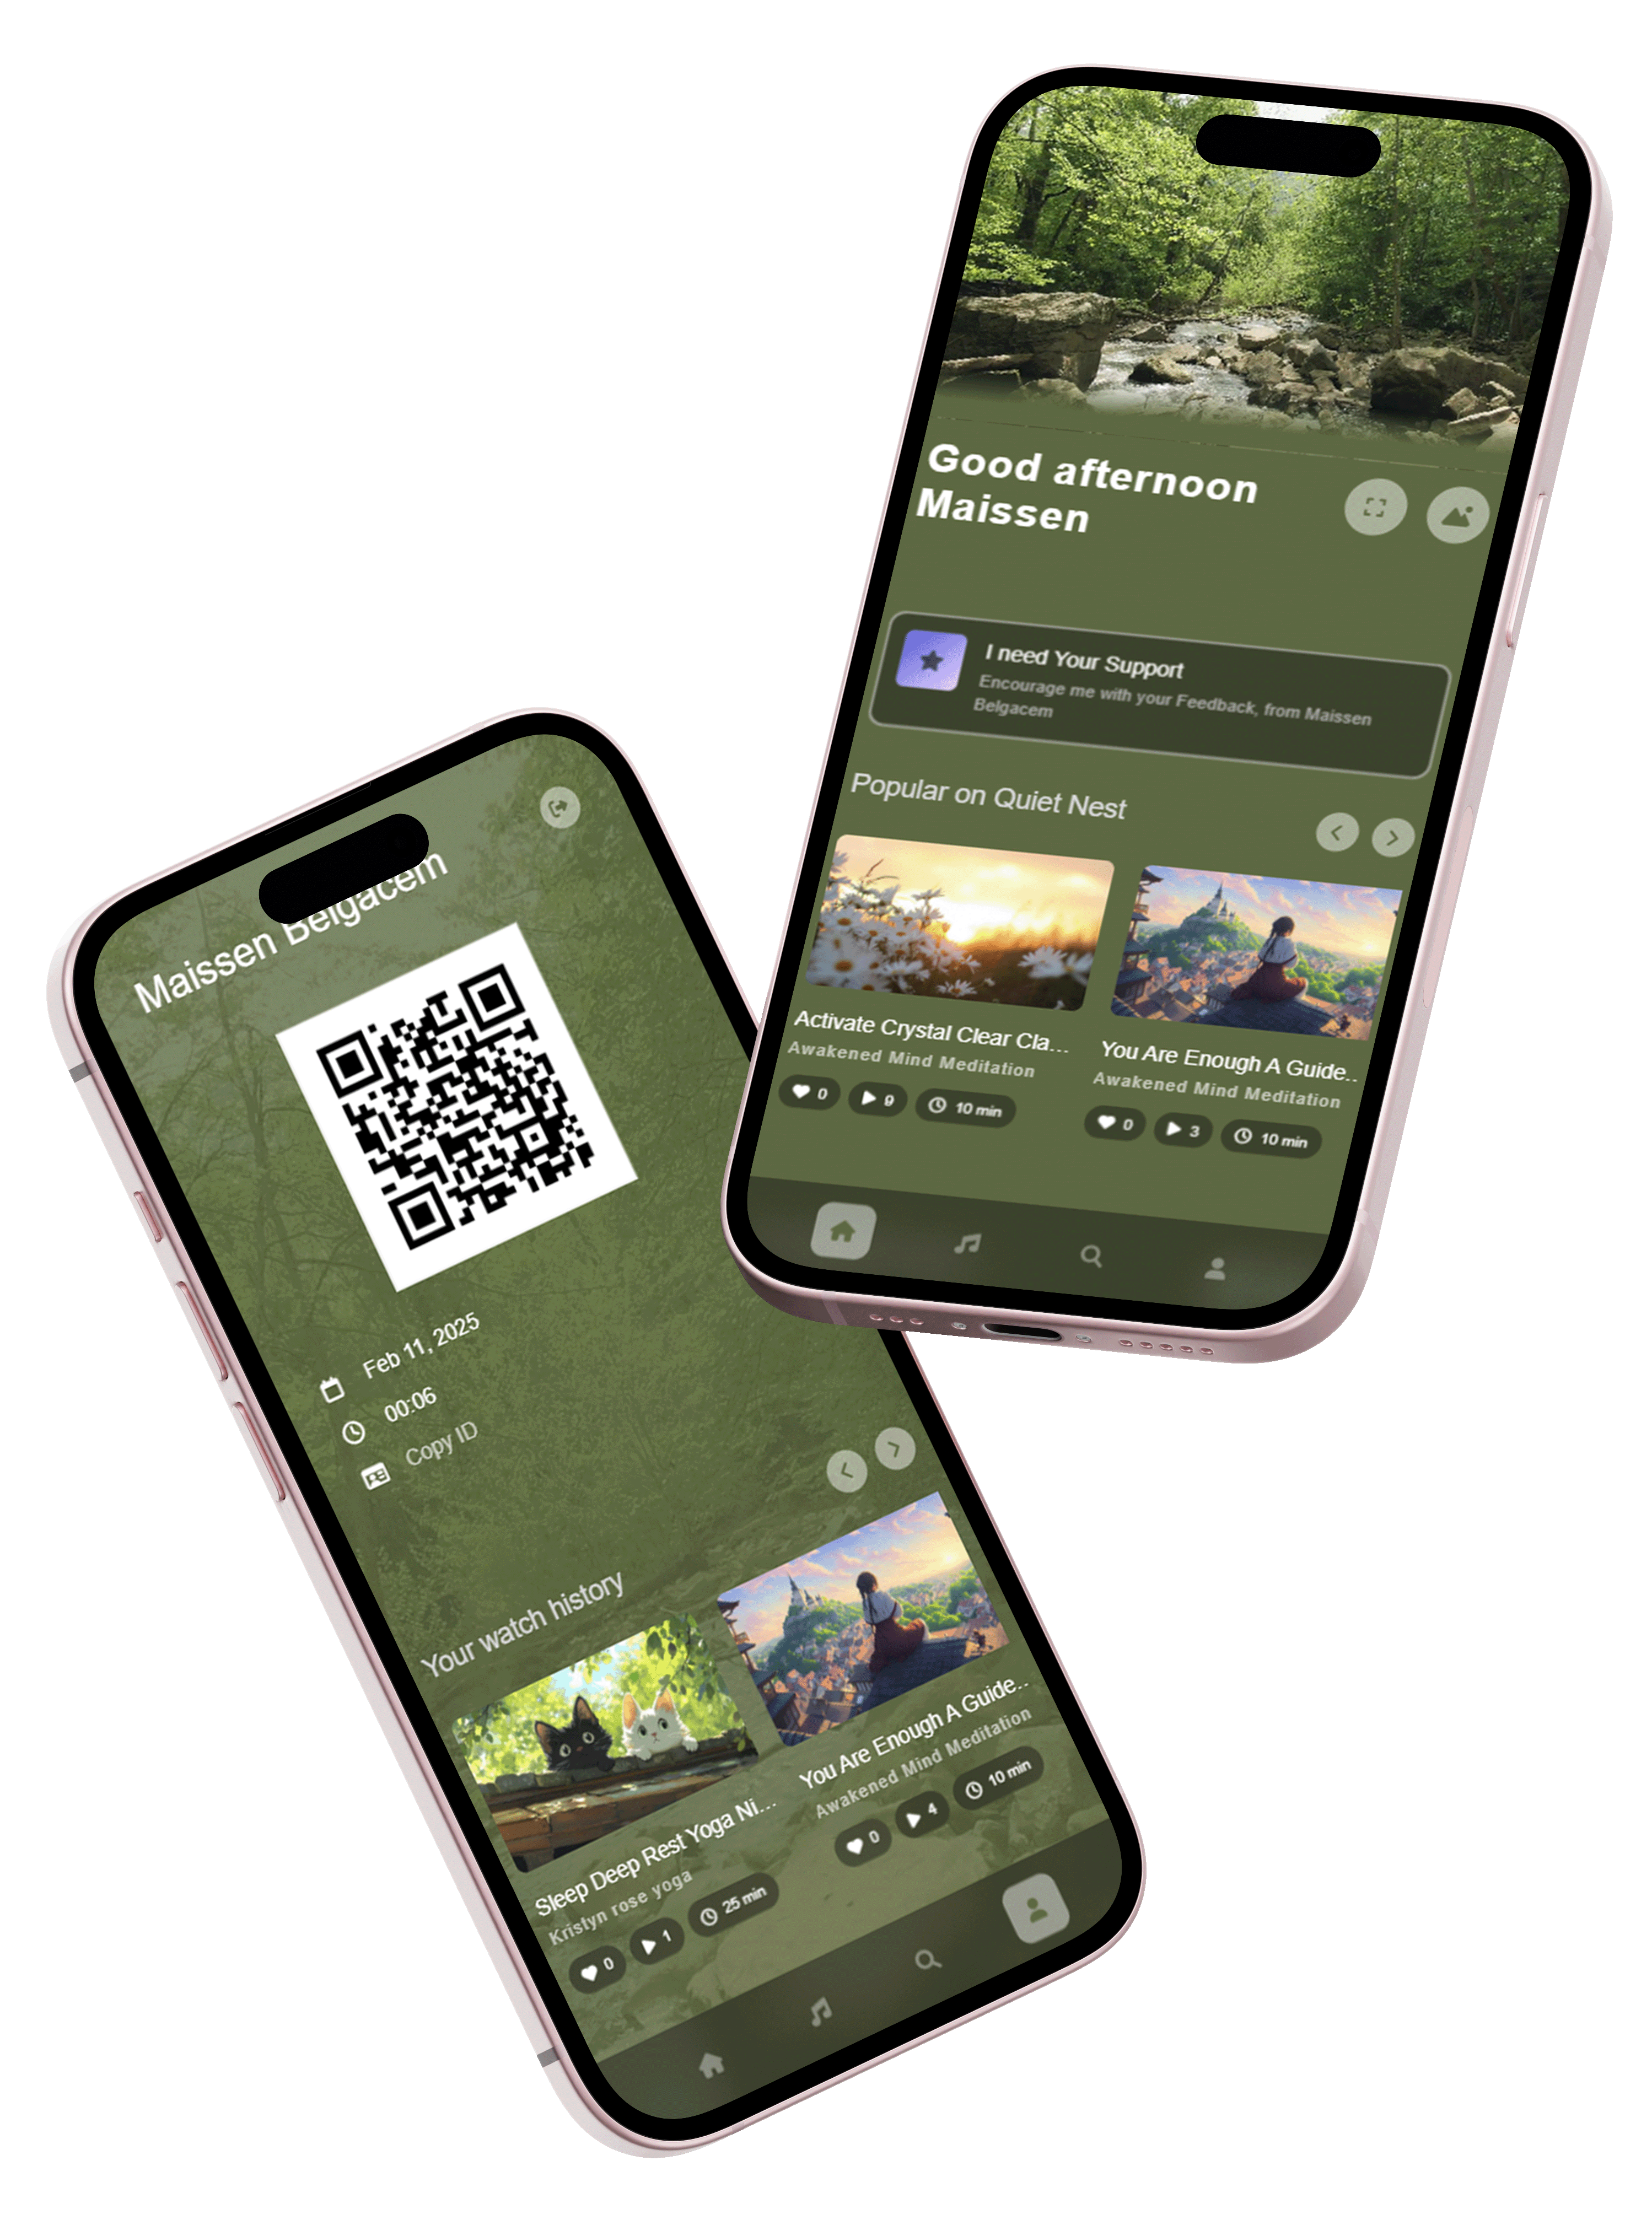 Good afternoon
Maissen
I need Your Support
Encourage me with your Feedback, from Maissen
Belgacem
Popular on Quiet Nest
Activate Crystal Clear Cla...
Awakened Mind Meditation
0
9
10 min
You Are Enough A Guide..
Awakened Mind Meditation
0
3
10 min
Maissen Belgacem
Feb 11, 2025
00:06
Copy ID
Your watch history
Sleep Deep Rest Yoga Ni...
Kristyn rose yoga
0
1
25 min
You Are Enough A Guide..
Awakened Mind Meditation
0
4
10 min